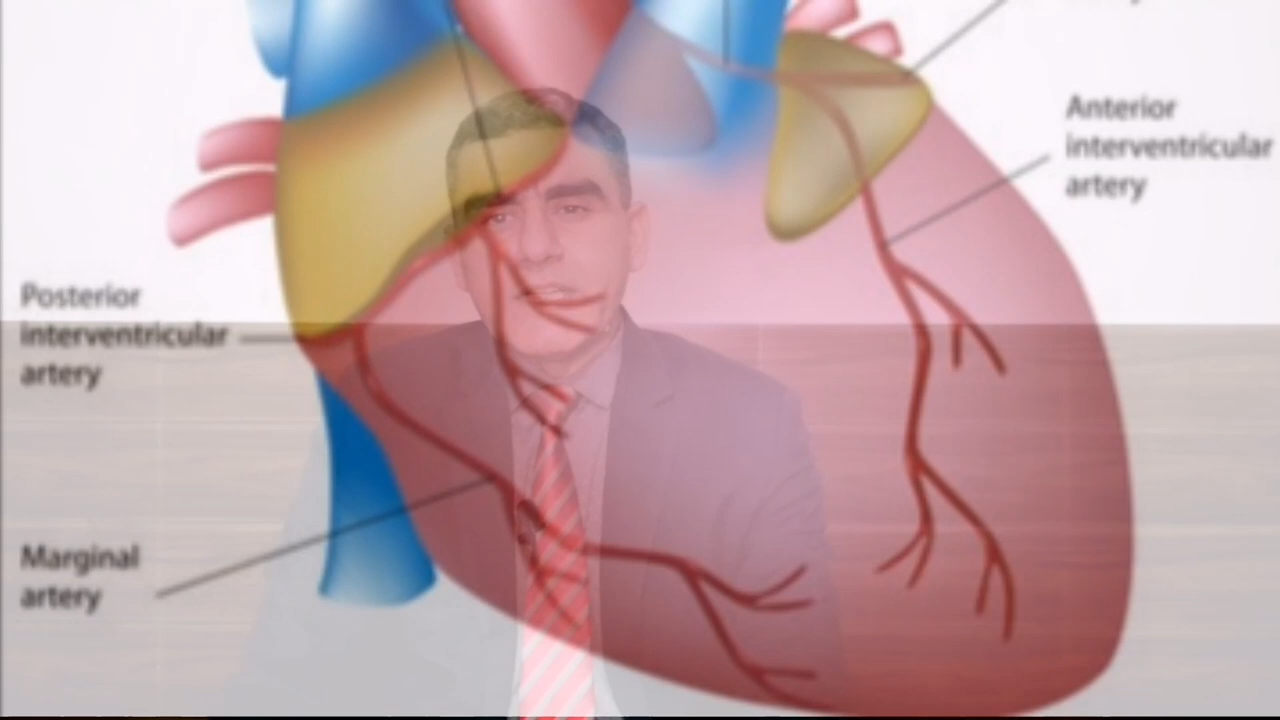 Anterior
interventricular
artery
Posterior
interventricular
artery
Marginal
artery